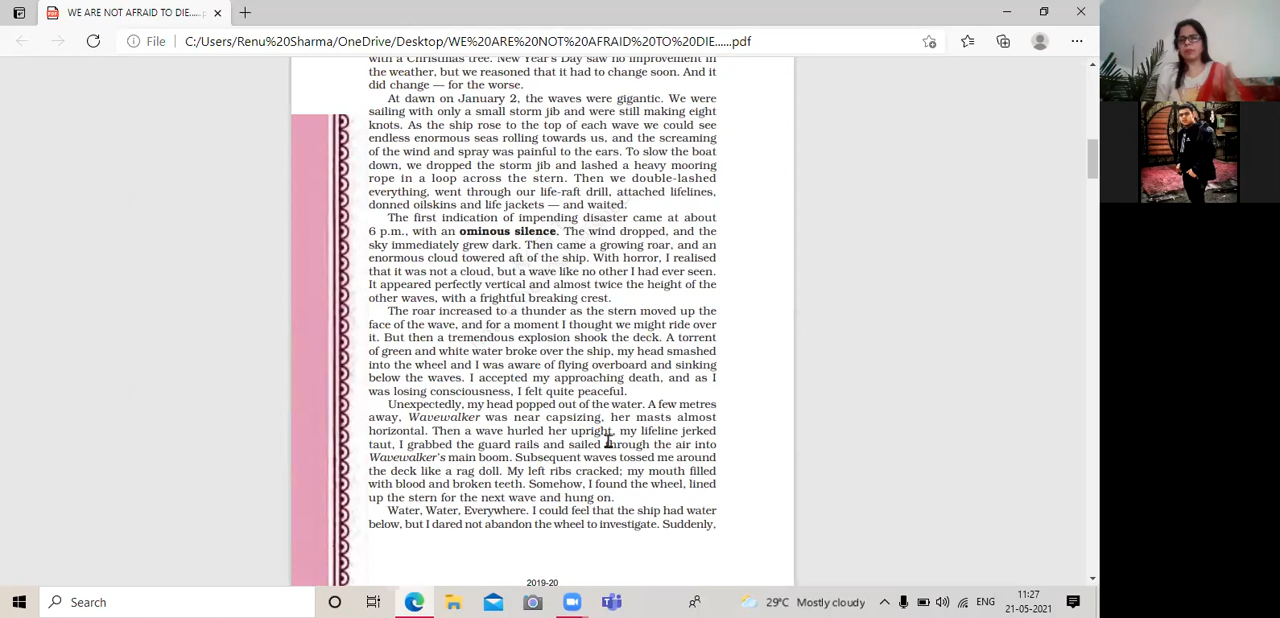 WE ARE NOT AFRAID TO DIE.....p
File
C:/Users/Renu%20Sharma/OneDrive/Desktop/WE%20ARE%20NOT%20AFRAID%20TO%20DIE......pdf
with a Christmas tree. New Year's Day saw no improvement in
the weather, but we reasoned that it had to change soon. And it
did change — for the worse.
At dawn on January 2, the waves were gigantic. We were
sailing with only a small storm jib and were still making eight
knots. As the ship rose to the top of each wave we could see
endless enormous seas rolling towards us, and the screaming
of the wind and spray was painful to the ears. To slow the boat
down, we dropped the storm jib and lashed a heavy mooring
rope in a loop across the stern. Then we double-lashed
everything, went through our life-raft drill, attached lifelines,
donned oilskins and life jackets — and waited.
The first indication of impending disaster came at about
6 p.m., with an ominous silence. The wind dropped, and the
sky immediately grew dark. Then came a growing roar, and an
enormous cloud towered aft of the ship. With horror, I realised
that it was not a cloud, but a wave like no other I had ever seen.
It appeared perfectly vertical and almost twice the height of the
other waves, with a frightful breaking crest.
The roar increased to a thunder as the stern moved up the
face of the wave, and for a moment I thought we might ride over
it. But then a tremendous explosion shook the deck. A torrent
of green and white water broke over the ship, my head smashed
into the wheel and I was aware of flying overboard and sinking
below the waves. I accepted my approaching death, and as I
was losing consciousness, I felt quite peaceful.
Unexpectedly, my head popped out of the water. A few metres
away, Wavewalker was near capsizing, her masts almost
horizontal. Then a wave hurled her upright, my lifeline jerked
taut, I grabbed the guard rails and sailed through the air into
Wavewalker's main boom. Subsequent waves tossed me around
the deck like a rag doll. My left ribs cracked; my mouth filled
with blood and broken teeth. Somehow, I found the wheel, lined
up the stern for the next wave and hung on.
Water, Water, Everywhere. I could feel that the ship had water
below, but I dared not abandon the wheel to investigate. Suddenly,
2019-20
Search
29°C Mostly cloudy
ENG
11:27
21-05-2021